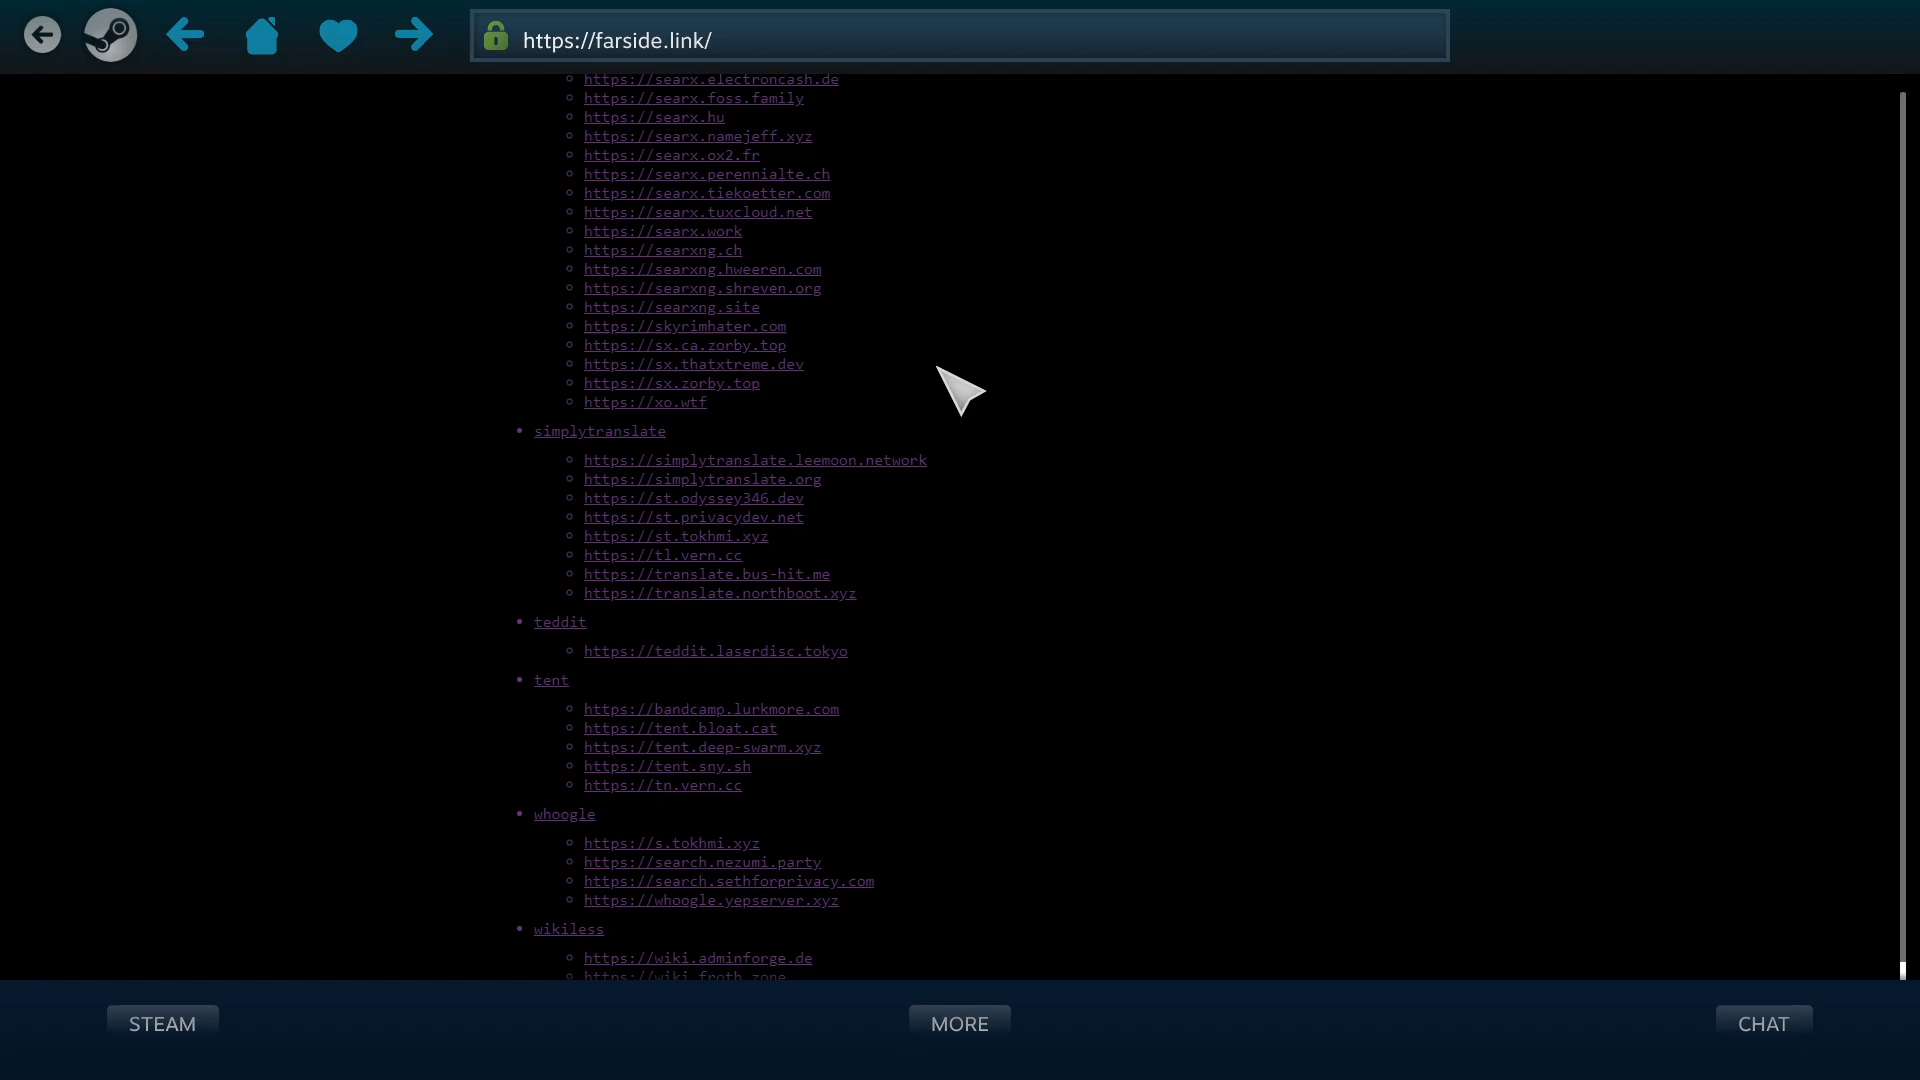 https://farside.link/
https://searx.electroncash.de
https://searx.foss.family
https://searx.hu
https://searx.namejeff.xyz
https://searx.ox2.fr
https://searx.perennialte.ch
https://searx.tiekoetter.com
https://searx.tuxcloud.net
https://searx.work
https://searxng.ch
https://searxng.hweeren.com
https://searxng.shreven.org
https://searxng.site
https://skyrimhater.com
https://sx.ca.zorby.top
https://sx.thatxtreme.dev
https://sx.zorby.top
https://xo.wtf
simplytranslate
https://simplytranslate.leemoon.network
https://simplytranslate.org
https://st.odyssey346.dev
https://st.privacydev.net
https://st.tokhmi.xyz
https://tl.vern.cc
https://translate.bus-hit.me
https://translate.northboot.xyz
teddit
https://teddit.laserdisc.tokyo
tent
https://bandcamp.lurkmore.com
https://tent.bloat.cat
https://tent.deep-swarm.xyz
https://tent.sny.sh
https://tn.vern.cc
whoogle
https://s.tokhmi.xyz
https://search.nezumi.party
https://search.sethforprivacy.com
https://whoogle.yepserver.xyz
wikiless
https://wiki.adminforge.de
https://wiki.froth.zone
STEAM
MORE
CHAT